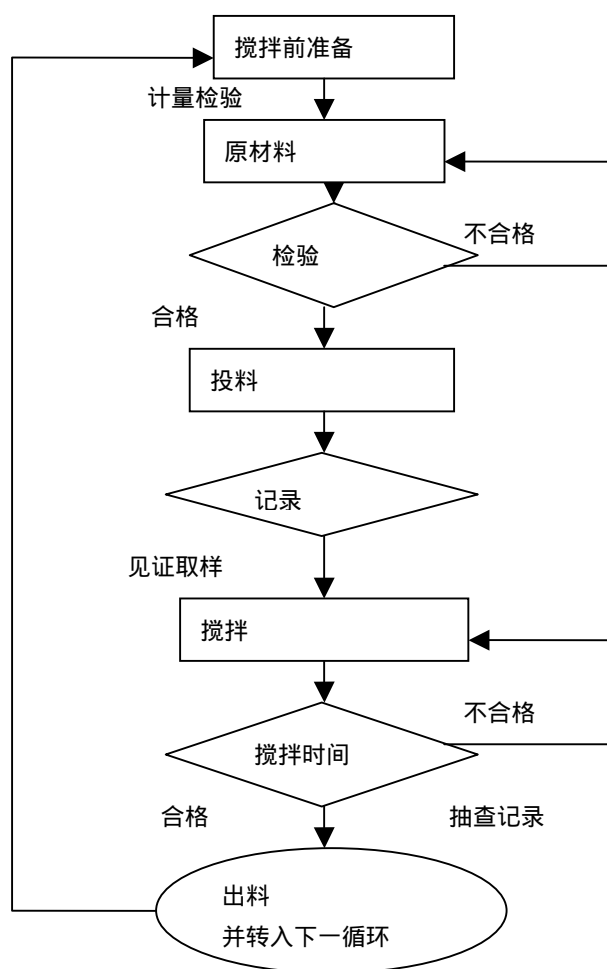 搅拌前准备
计量检验
原材料
不合格
检验
合格
投料
记录
见证取样
搅拌
不合格
搅拌时间
合格
抽查记录
出料
并转入下一循环